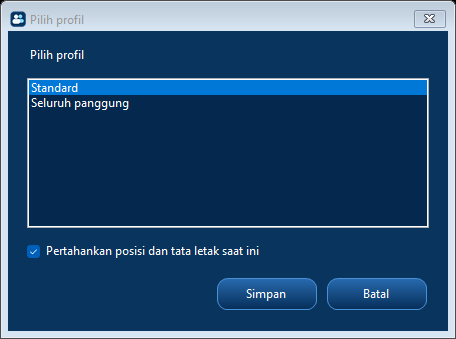 Pilih profil
Pilih profil
Standard
Seluruh panggung
Pertahankan posisi dan tata letak saat ini
Simpan
Batal